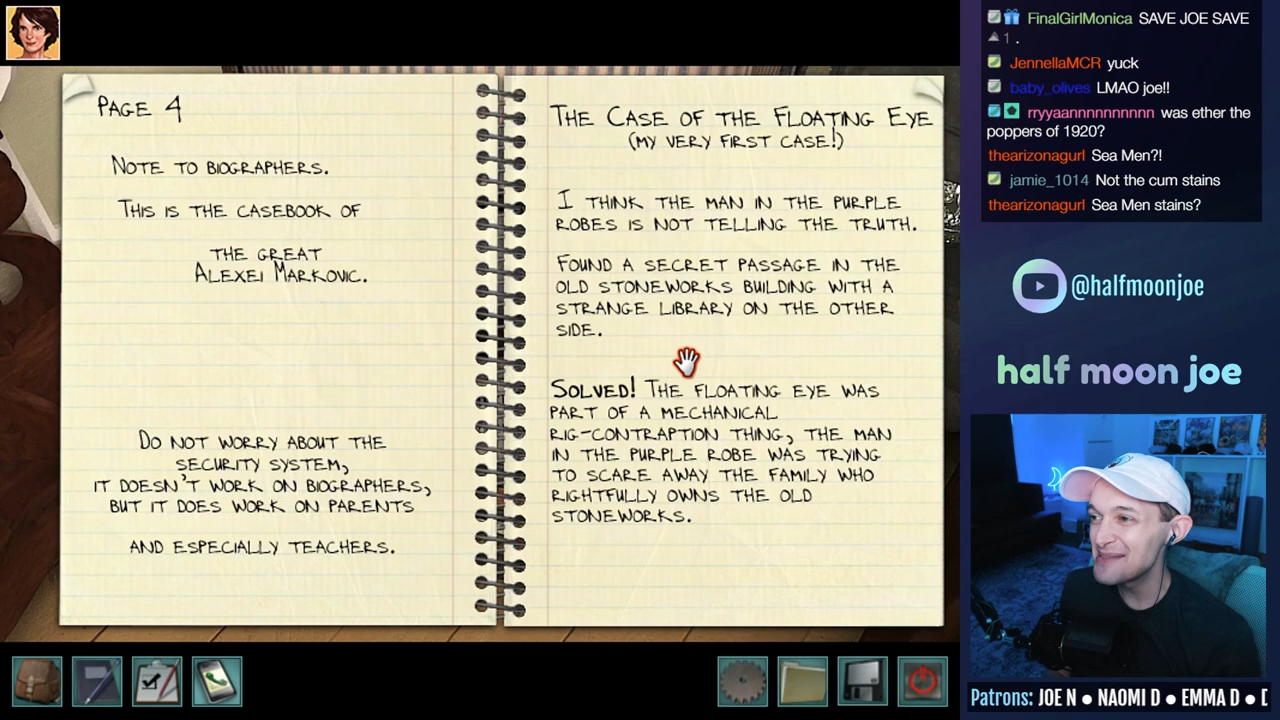 Page 4
Note to biographers.
This is the casebook of
the great
Alexei Markovic.
Do not worry about the
security system,
it doesn't work on biographers,
but it does work on parents
and especially teachers.
The Case of the Floating Eye
(my very first case!)
I think the man in the purple
robes is not telling the truth.
Found a secret passage in the
old stoneworks building with a
strange library on the other
side.
Solved! The floating eye was
part of a mechanical
rig-contraption thing, the man
in the purple robe was trying
to scare away the family who
rightfully owns the old
stoneworks.
FinalGirlMonica SAVE JOE SAVE
1 .
JennellaMCR yuck
baby_olives LMAO joe!!
rryyaannnnnnnnnn was ether the
poppers of 1920?
thearizonagurl Sea Men?!
jamie_1014 Not the cum stains
thearizonagurl Sea Men stains?
@halfmoonjoe
half moon joe
Patrons: JOE N ● NAOMI D ● EMMA D ●